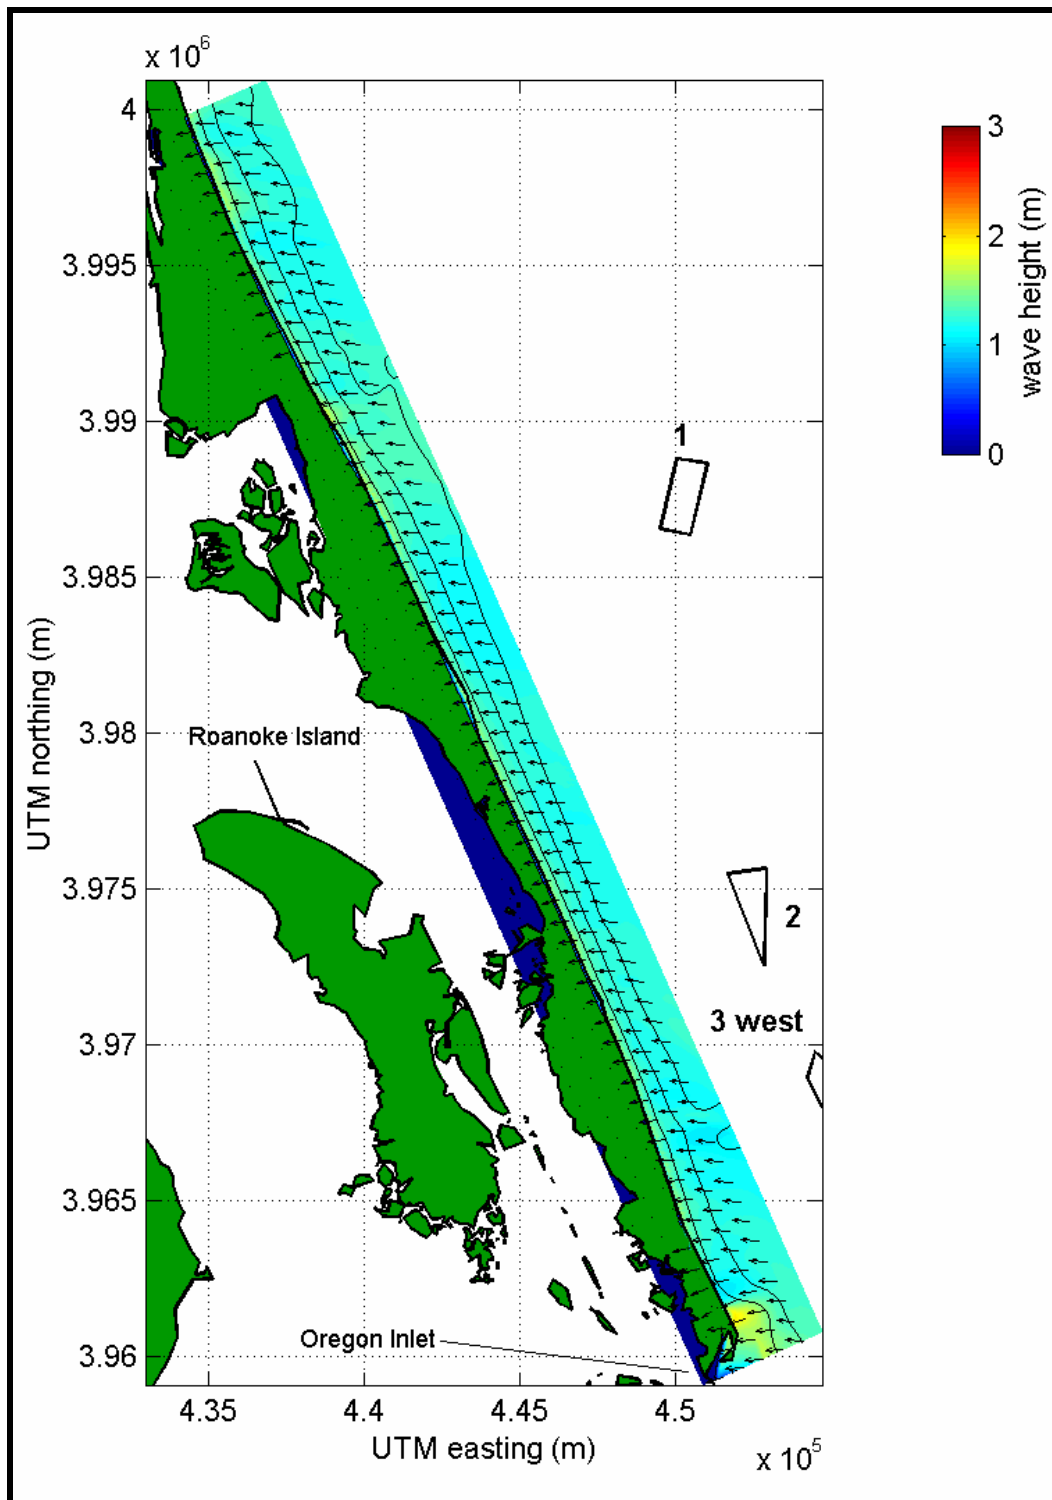 x 10^6
4
3.995
3.99
3.985
3.98
3.975
3.97
3.965
3.96
UTM northing (m)
3
2
1
0
wave height (m)
1
Roanoke Island
2
3 west
Oregon Inlet
4.35
4.4
4.45
4.5
UTM easting (m)
x 10^5